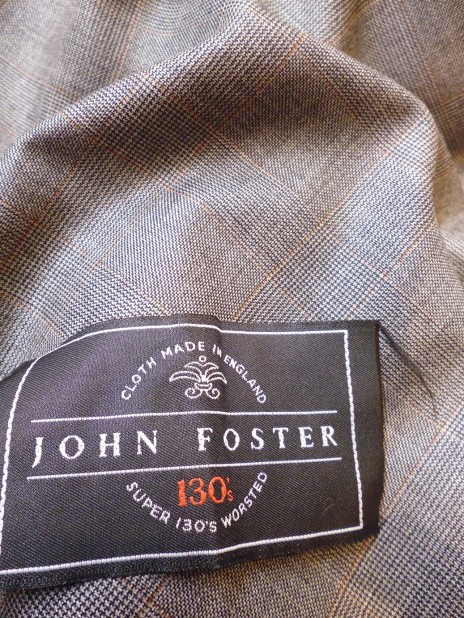 CLOTH MADE IN ENGLAND
JOHN FOSTER
130's
SUPER 130'S WORSTED